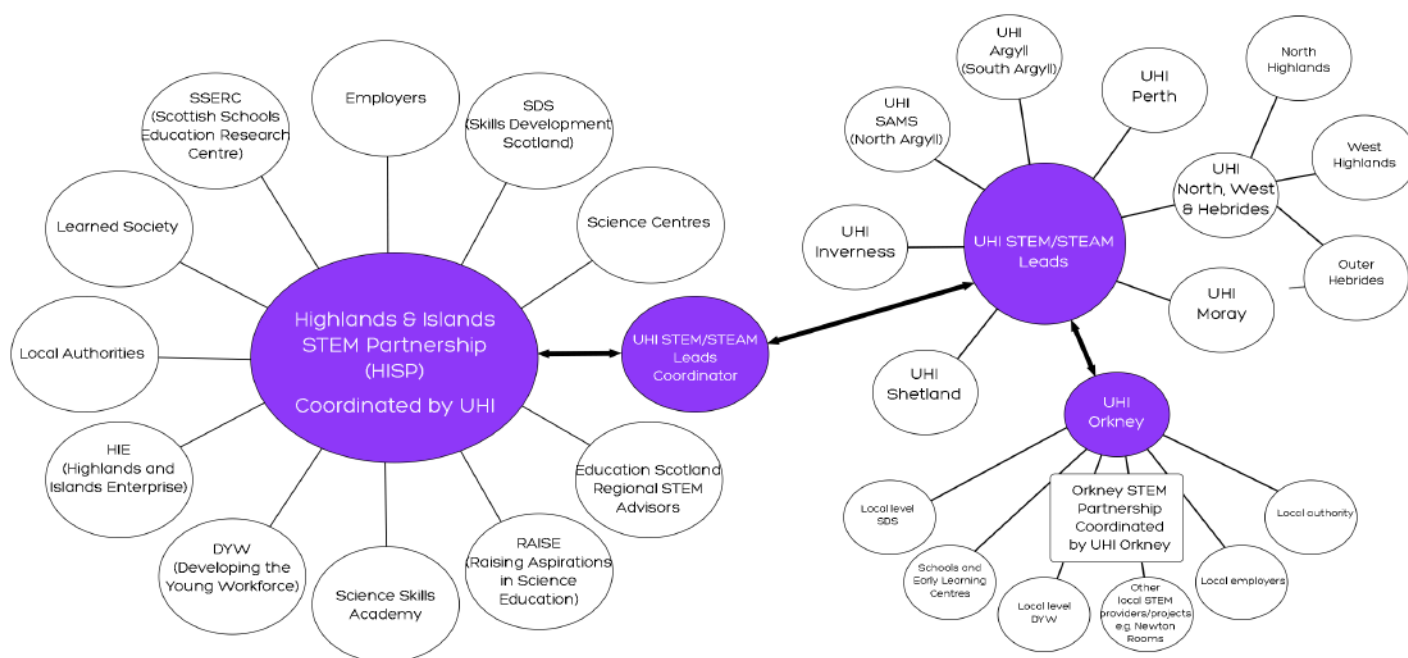 SSERC
(Scottish Schools
Education Research
Centre)
Employers
SDS
(Skills Development
Scotland)
Learned Society
Science Centres
Local Authorities
Highlands & Islands
STEM Partnership
(HISP)
Coordinated by UHI
HIE
(Highlands and
Islands Enterprise)
Education Scotland
Regional STEM
Advisors
DYW
(Developing the
Young Workforce)
Science Skills
Academy
RAISE
(Raising Aspirations
in Science
Education)
UHI STEM/STEAM
Leads
Coordinator
UHI
Argyll
(South Argyll)
UHI
Perth
North
Highlands
UHI
SAMS
(North Argyll)
West
Highlands
UHI
North, West
& Hebrides
UHI STEM/STEAM
Leads
UHI
Inverness
Outer
Hebrides
UHI
Moray
UHI
Shetland
UHI
Orkney
Local level
SDS
Orkney STEM
Partnership
Coordinated
by UHI Orkney
Local authority
Schools and
Early Learning
Centres
Local employers
Local level
DYW
Other
local STEM
providers/projects
e.g. Newton
Rooms